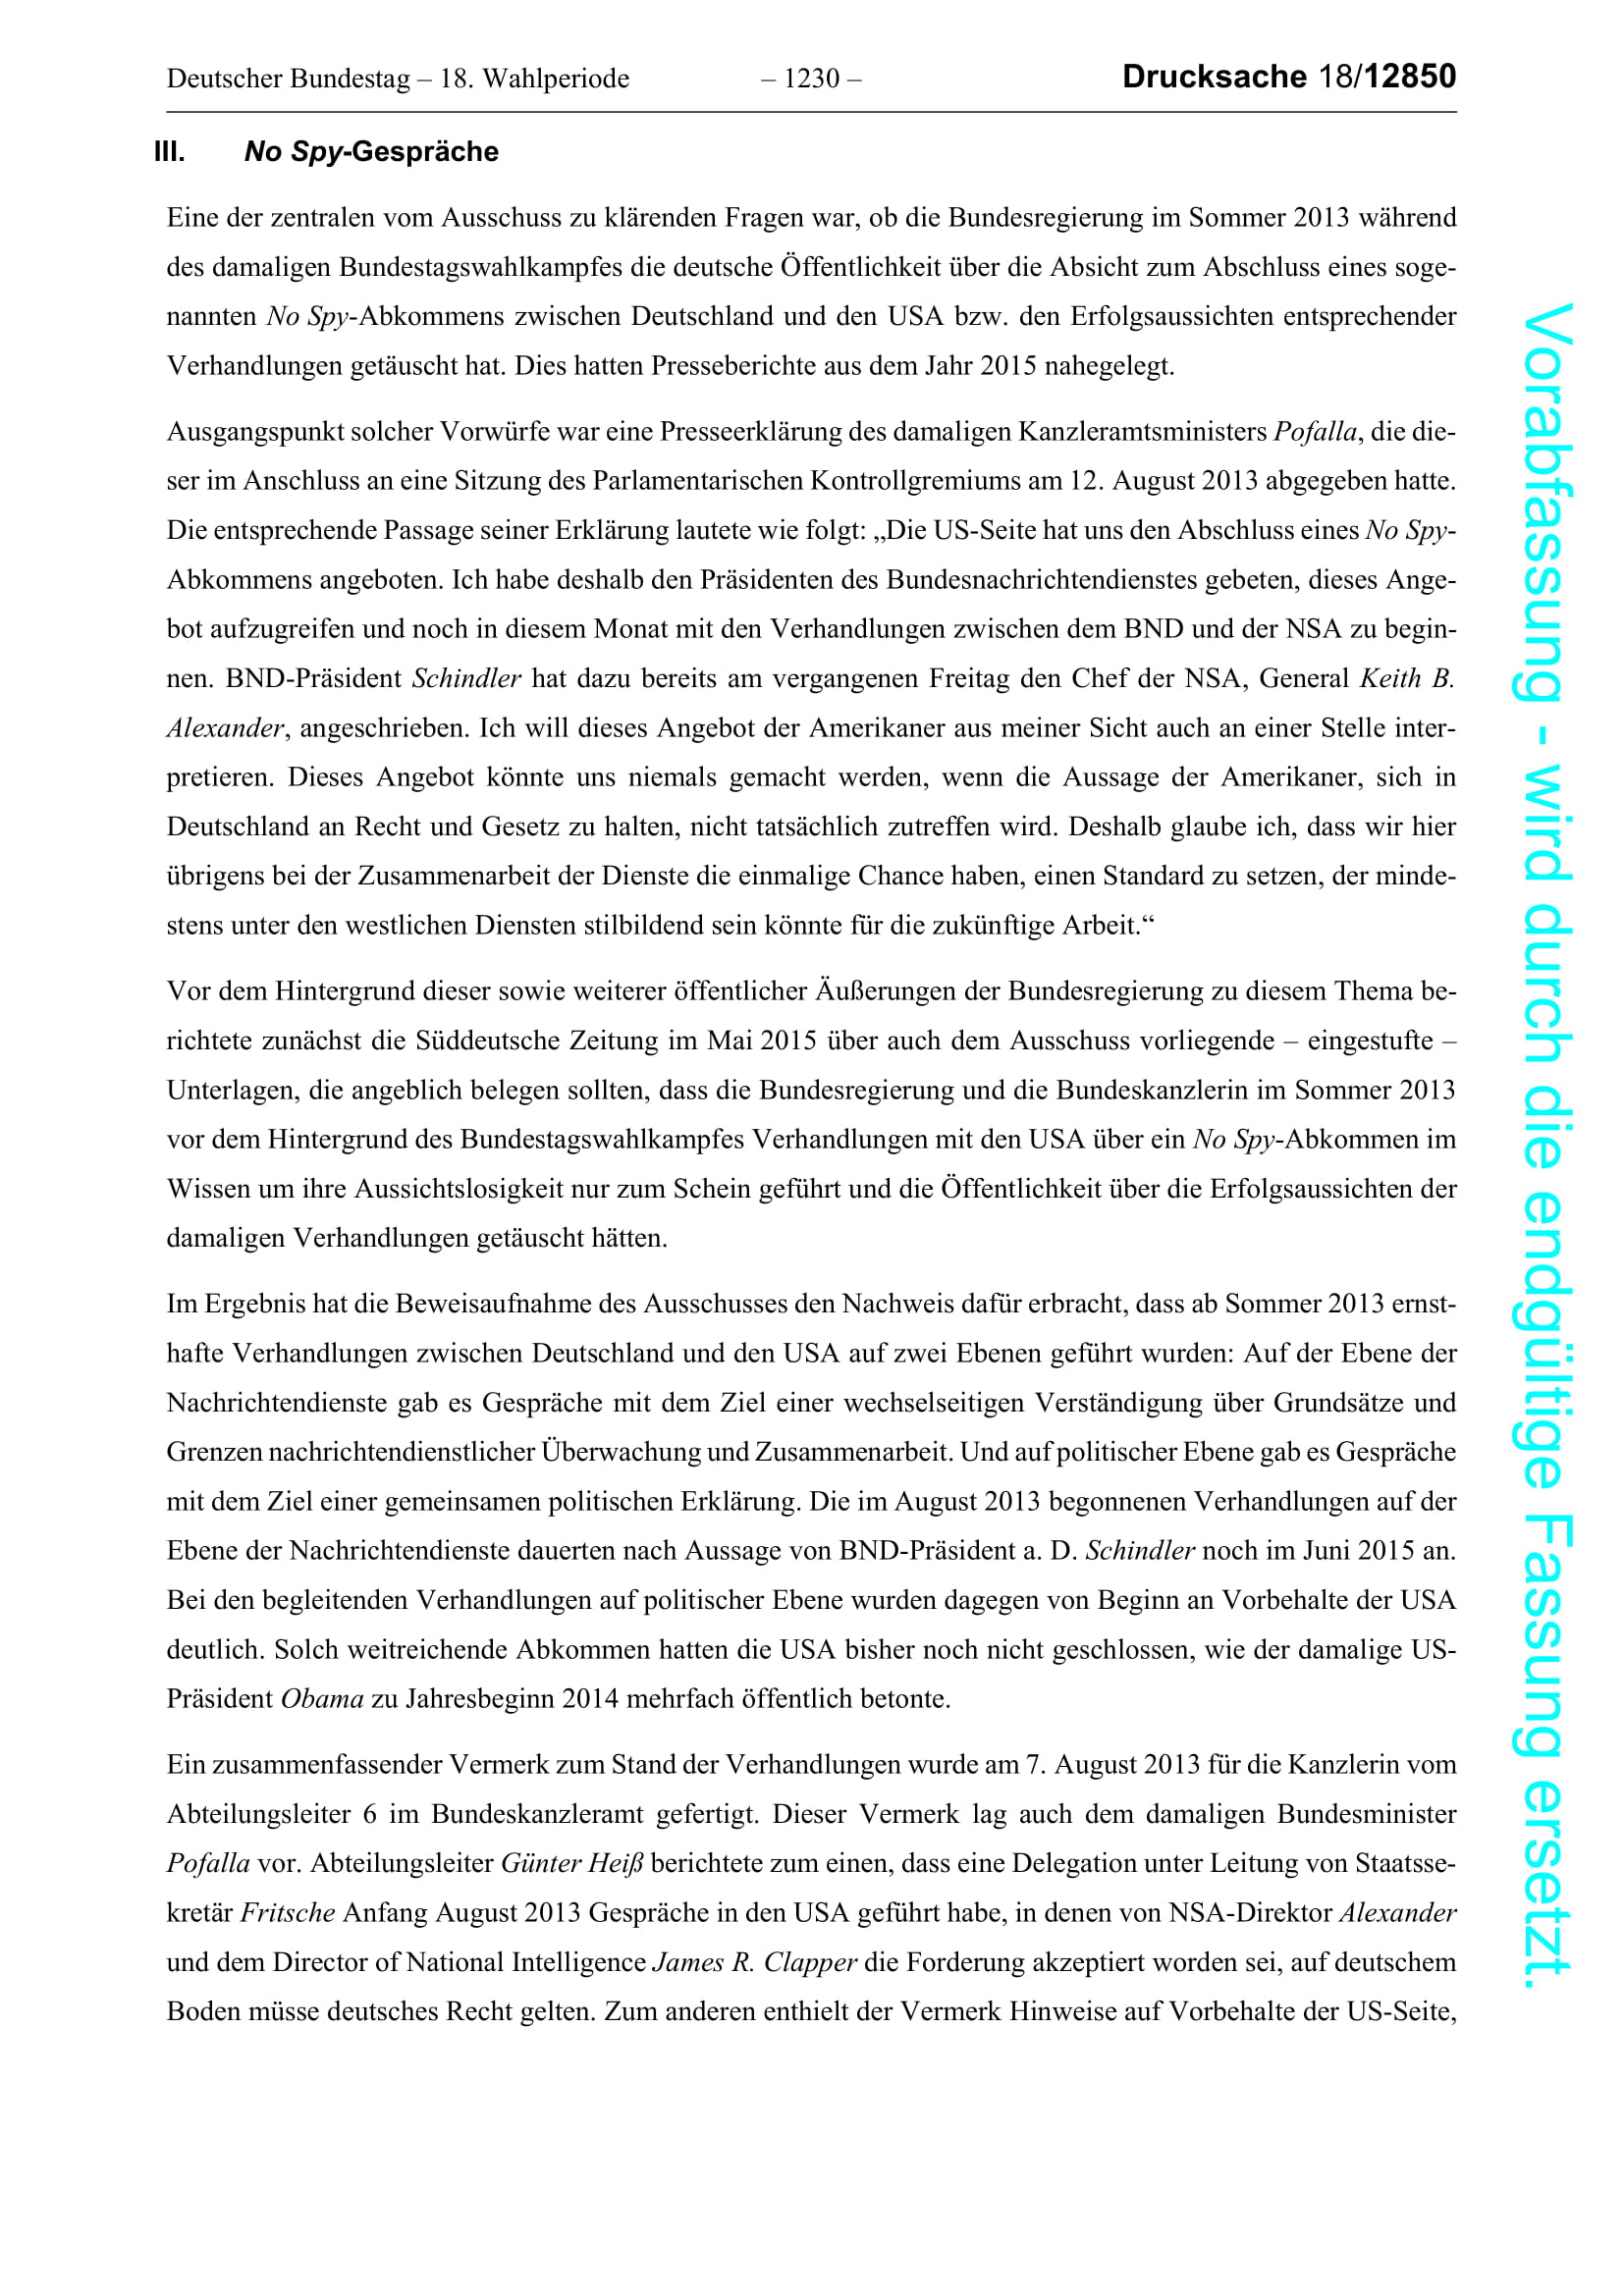 Deutscher Bundestag – 18. Wahlperiode – 1230 – Drucksache 18/12850
III. No Spy-Gespräche
Eine der zentralen vom Ausschuss zu klärenden Fragen war, ob die Bundesregierung im Sommer 2013 während
des damaligen Bundestagswahlkampfes die deutsche Öffentlichkeit über die Absicht zum Abschluss eines soge-
nannten No Spy-Abkommens zwischen Deutschland und den USA bzw. den Erfolgsaussichten entsprechender
Verhandlungen getäuscht hat. Dies hatten Presseberichte aus dem Jahr 2015 nahegelegt.
Ausgangspunkt solcher Vorwürfe war eine Presseerklärung des damaligen Kanzleramtsministers Pofalla, die die-
ser im Anschluss an eine Sitzung des Parlamentarischen Kontrollgremiums am 12. August 2013 abgegeben hatte.
Die entsprechende Passage seiner Erklärung lautete wie folgt: „Die US-Seite hat uns den Abschluss eines No Spy-
Abkommens angeboten. Ich habe deshalb den Präsidenten des Bundesnachrichtendienstes gebeten, dieses Ange-
bot aufzugreifen und noch in diesem Monat mit den Verhandlungen zwischen dem BND und der NSA zu begin-
nen. BND-Präsident Schindler hat dazu bereits am vergangenen Freitag den Chef der NSA, General Keith B.
Alexander, angeschrieben. Ich will dieses Angebot der Amerikaner aus meiner Sicht auch an einer Stelle inter-
pretieren. Dieses Angebot könnte uns niemals gemacht werden, wenn die Aussage der Amerikaner, sich in
Deutschland an Recht und Gesetz zu halten, nicht tatsächlich zutreffen wird. Deshalb glaube ich, dass wir hier
übrigens bei der Zusammenarbeit der Dienste die einmalige Chance haben, einen Standard zu setzen, der minde-
stens unter den westlichen Diensten stilbildend sein könnte für die zukünftige Arbeit.“
Vor dem Hintergrund dieser sowie weiterer öffentlicher Äußerungen der Bundesregierung zu diesem Thema be-
richtete zunächst die Süddeutsche Zeitung im Mai 2015 über auch dem Ausschuss vorliegende – eingestufte –
Unterlagen, die angeblich belegen sollten, dass die Bundesregierung und die Bundeskanzlerin im Sommer 2013
vor dem Hintergrund des Bundestagswahlkampfes Verhandlungen mit den USA über ein No Spy-Abkommen im
Wissen um ihre Aussichtslosigkeit nur zum Schein geführt und die Öffentlichkeit über die Erfolgsaussichten der
damaligen Verhandlungen getäuscht hätten.
Im Ergebnis hat die Beweisaufnahme des Ausschusses den Nachweis dafür erbracht, dass ab Sommer 2013 ernst-
hafte Verhandlungen zwischen Deutschland und den USA auf zwei Ebenen geführt wurden: Auf der Ebene der
Nachrichtendienste gab es Gespräche mit dem Ziel einer wechselseitigen Verständigung über Grundsätze und
Grenzen nachrichtendienstlicher Überwachung und Zusammenarbeit. Und auf politischer Ebene gab es Gespräche
mit dem Ziel einer gemeinsamen politischen Erklärung. Die im August 2013 begonnenen Verhandlungen auf der
Ebene der Nachrichtendienste dauerten nach Aussage von BND-Präsident a. D. Schindler noch im Juni 2015 an.
Bei den begleitenden Verhandlungen auf politischer Ebene wurden dagegen von Beginn an Vorbehalte der USA
deutlich. Solch weitreichende Abkommen hatten die USA bisher noch nicht geschlossen, wie der damalige US-
Präsident Obama zu Jahresbeginn 2014 mehrfach öffentlich betonte.
Ein zusammenfassender Vermerk zum Stand der Verhandlungen wurde am 7. August 2013 für die Kanzlerin vom
Abteilungsleiter 6 im Bundeskanzleramt gefertigt. Dieser Vermerk lag auch dem damaligen Bundesminister
Pofalla vor. Abteilungsleiter Günter Heiß berichtete zum einen, dass eine Delegation unter Leitung von Staatsse-
kretär Fritsche Anfang August 2013 Gespräche in den USA geführt habe, in denen von NSA-Direktor Alexander
und dem Director of National Intelligence James R. Clapper die Forderung akzeptiert worden sei, auf deutschem
Boden müsse deutsches Recht gelten. Zum anderen enthielt der Vermerk Hinweise auf Vorbehalte der US-Seite,
Vorabfassung - wird durch die endgültige Fassung ersetzt.